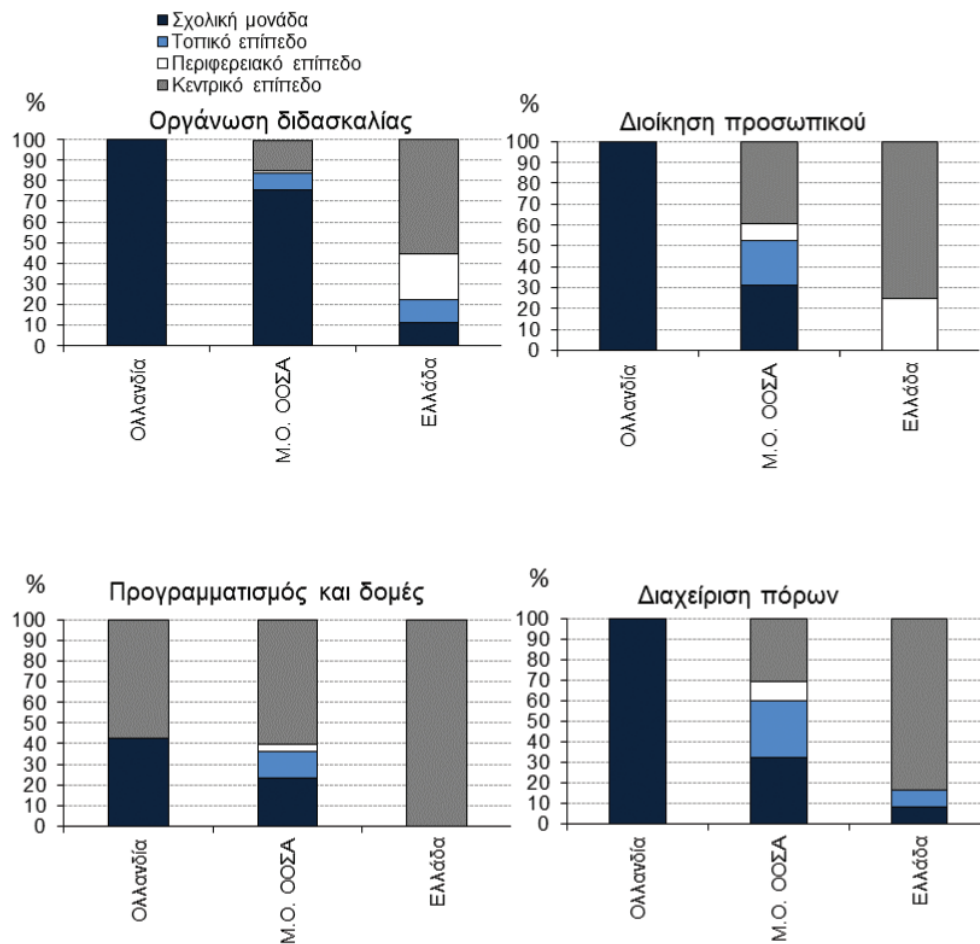 Σχολική μονάδα
Τοπικό επίπεδο
Περιφερειακό επίπεδο
Κεντρικό επίπεδο
%
Οργάνωση διδασκαλίας
100
90
80
70
60
50
40
30
20
10
0
Ολλανδία
Μ.Ο. ΟΟΣΑ
Ελλάδα
%
Διοίκηση προσωπικού
100
90
80
70
60
50
40
30
20
10
0
Ολλανδία
Μ.Ο. ΟΟΣΑ
Ελλάδα
%
Προγραμματισμός και δομές
100
90
80
70
60
50
40
30
20
10
0
Ολλανδία
Μ.Ο. ΟΟΣΑ
Ελλάδα
%
Διαχείριση πόρων
100
90
80
70
60
50
40
30
20
10
0
Ολλανδία
Μ.Ο. ΟΟΣΑ
Ελλάδα